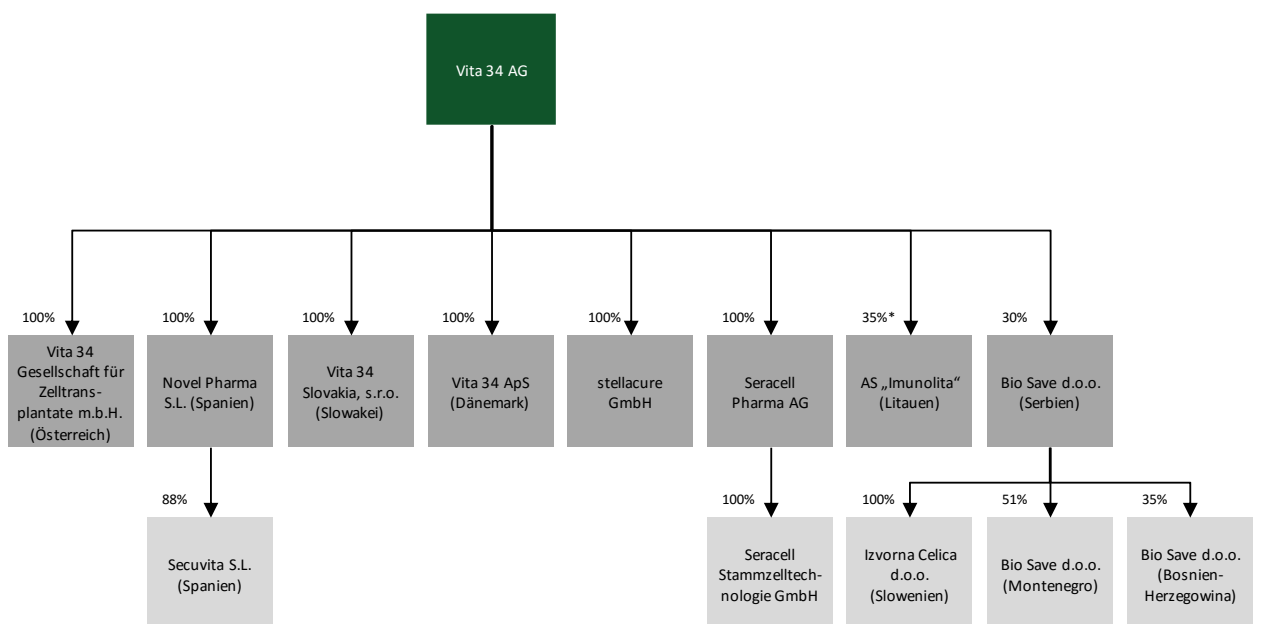 Vita 34 AG
100%
100%
100%
100%
100%
100%
35%*
30%
Vita 34
Gesellschaft für
Zelltrans-
plantate m.b.H.
(Österreich)
Novel Pharma
S.L. (Spanien)
Vita 34
Slovakia, s.r.o.
(Slowakei)
Vita 34 ApS
(Dänemark)
stellacure
GmbH
Seracell
Pharma AG
AS „Imunolita“
(Litauen)
Bio Save d.o.o.
(Serbien)
88%
100%
100%
51%
35%
Secuvita S.L.
(Spanien)
Seracell
Stammzelltech-
nologie GmbH
Izvorna Celica
d.o.o.
(Slowenien)
Bio Save d.o.o.
(Montenegro)
Bio Save d.o.o.
(Bosnien-
Herzegowina)